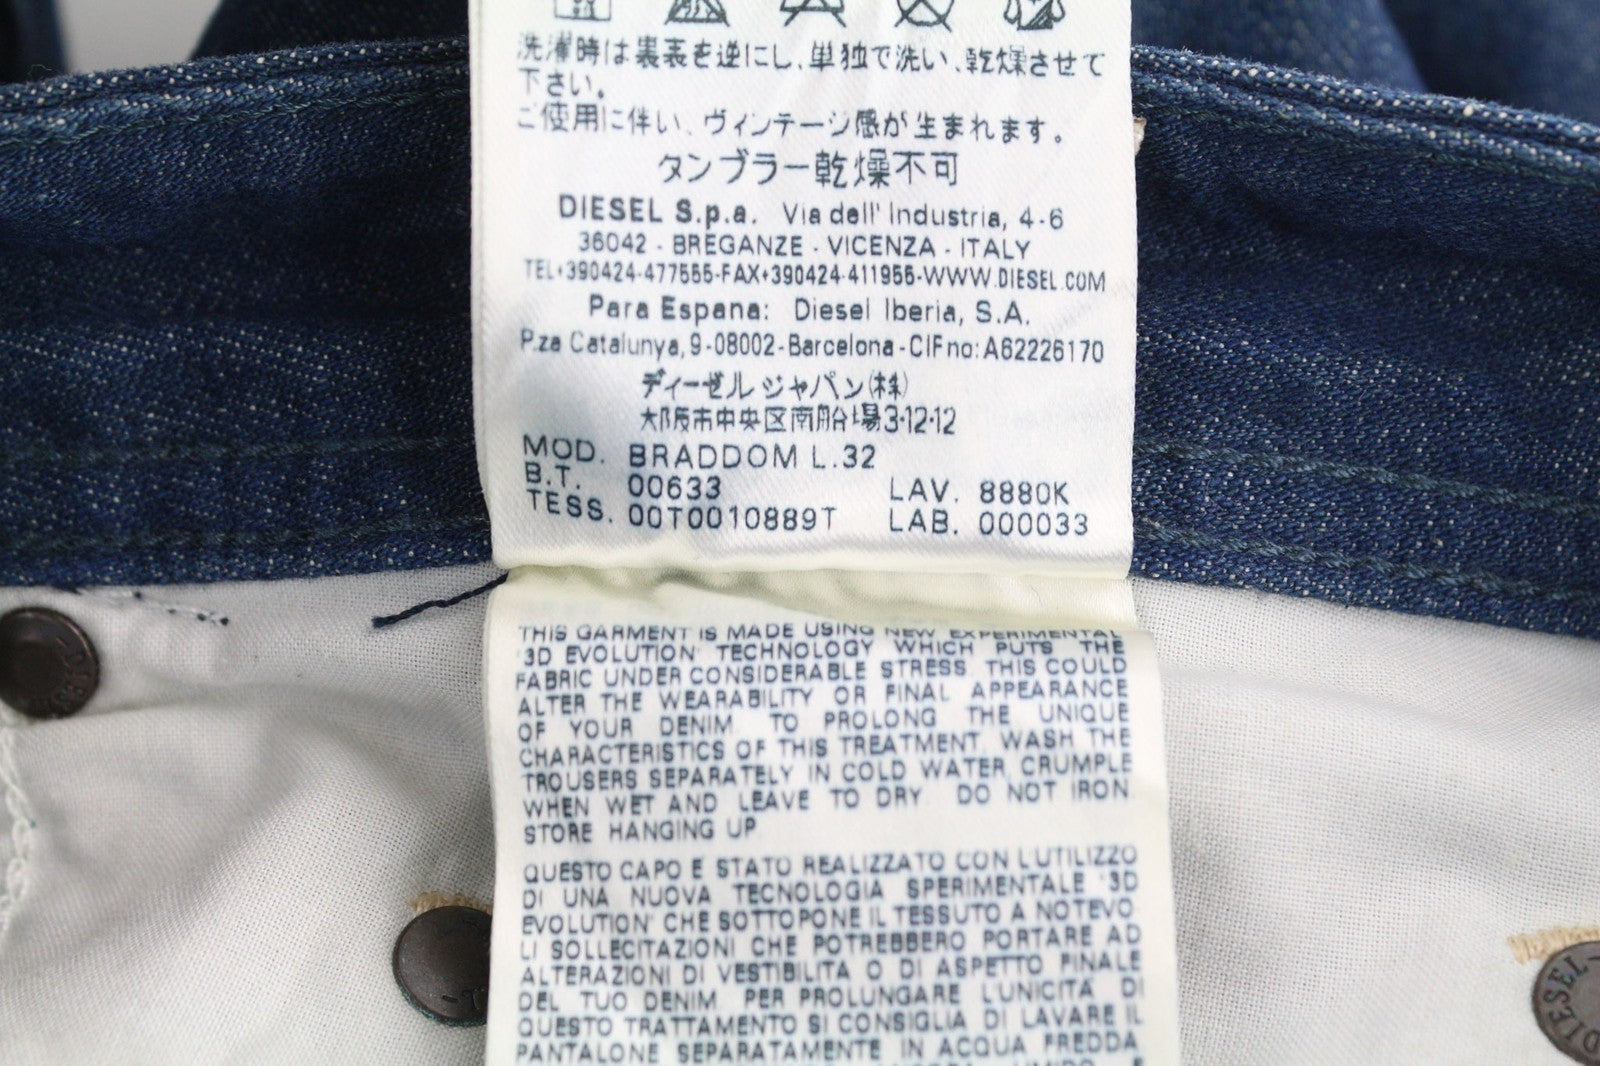 洗濯時は裏表を逆にし、単独で洗い、乾燥させて
下さい。
ご使用に伴い、ヴィンテージ感が生まれます。
タンブラー乾燥不可
DIESEL S.p.a. Via dell' Industria, 4-6
36042 - BREGANZE - VICENZA - ITALY
TEL+390424-477555-FAX+390424-411955-WWW.DIESEL.COM
Para Espana: Diesel Iberia, S.A.
P.za Catalunya,9-08002-Barcelona-CIFno:A62226170
ディーゼルジャパン(株)
大阪市中央区南船場3-12-12
MOD. BRADDOM L.32
B.T. 00633 LAV. 8880K
TESS. 00T0010889T LAB. 000033
THIS GARMENT IS MADE USING NEW EXPERIMENTAL
'3D EVOLUTION' TECHNOLOGY WHICH PUTS THE
FABRIC UNDER CONSIDERABLE STRESS. THIS COULD
ALTER THE WEARABILITY OR FINAL APPEARANCE
OF YOUR DENIM. TO PROLONG THE UNIQUE
CHARACTERISTICS OF THIS TREATMENT, WASH THE
TROUSERS SEPARATELY IN COLD WATER, CRUMPLE
WHEN WET AND LEAVE TO DRY. DO NOT IRON
STORE HANGING UP
QUESTO CAPO E STATO REALIZZATO CON L'UTILIZZO
DI UNA NUOVA TECNOLOGIA SPERIMENTALE '3D
EVOLUTION' CHE SOTTOPONE IL TESSUTO A NOTEVO
LI SOLLECITAZIONI CHE POTREBBERO PORTARE AD
ALTERAZIONI DI VESTIBILITA O DI ASPETTO FINALE
DEL TUO DENIM. PER PROLUNGARE L'UNICITA DI
QUESTO TRATTAMENTO SI CONSIGLIA DI LAVARE IL
PANTALONE SEPARATAMENTE IN ACQUA FREDDA
DIESEL